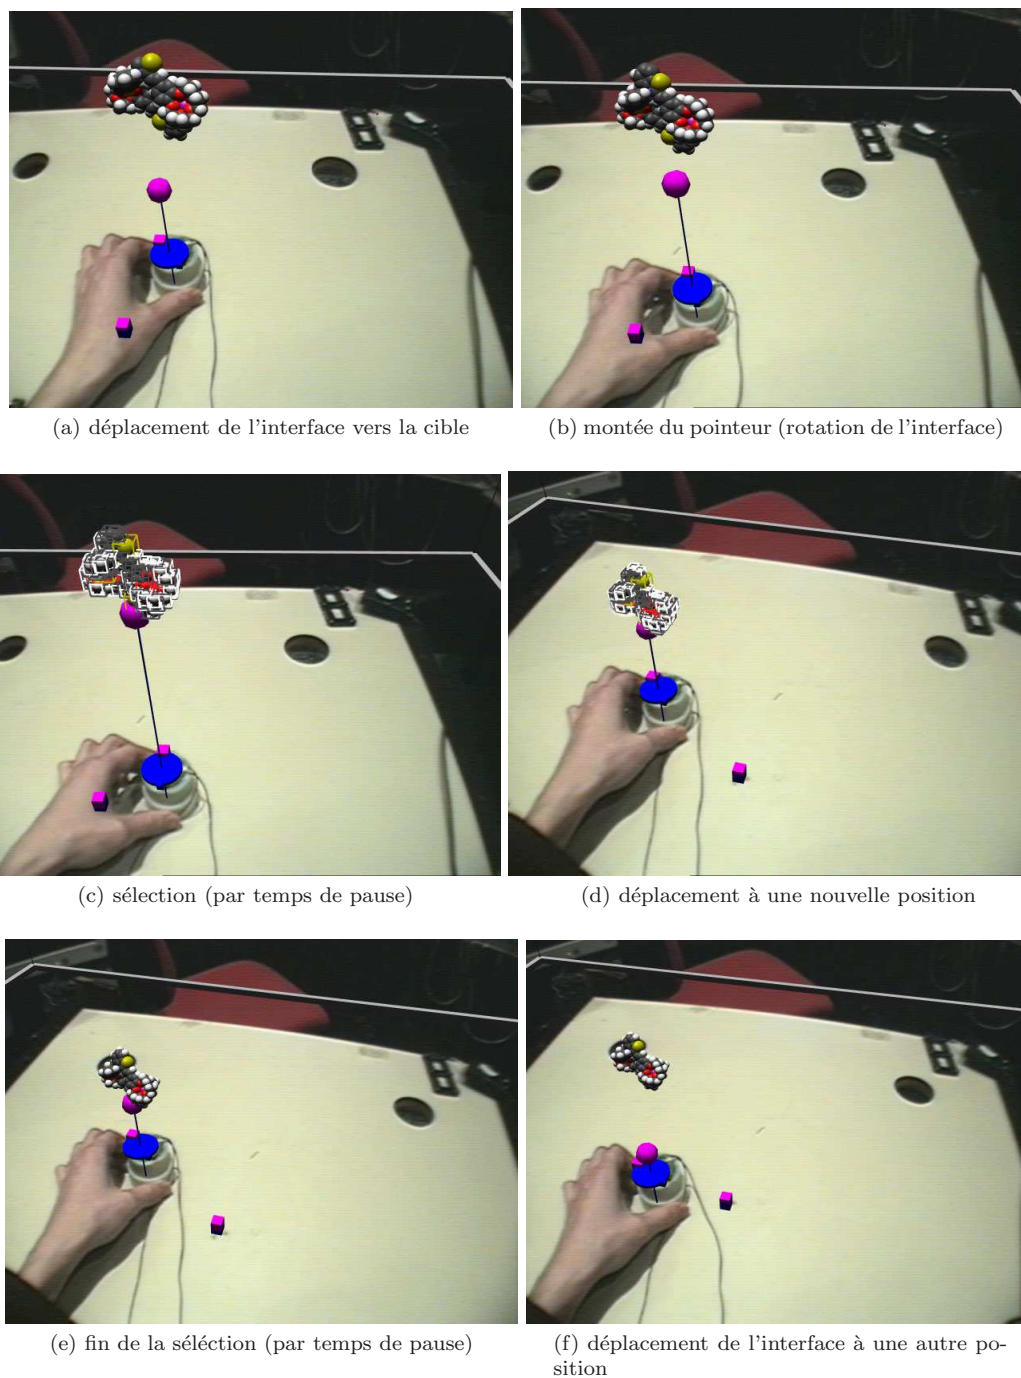 (a) déplacement de l'interface vers la cible
(b) montée du pointeur (rotation de l'interface)
(c) sélection (par temps de pause)
(d) déplacement à une nouvelle position
(e) fin de la séléction (par temps de pause)
(f) déplacement de l'interface à une autre po-
sition